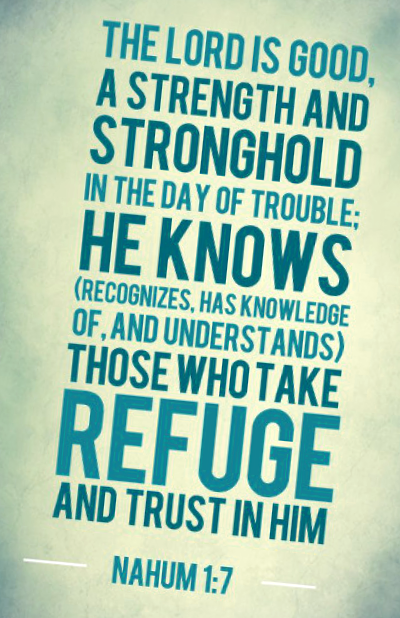 THE LORD IS GOOD,
A STRENGTH AND
STRONGHOLD
IN THE DAY OF TROUBLE;
HE KNOWS
(RECOGNIZES, HAS KNOWLEDGE
OF, AND UNDERSTANDS)
THOSE WHO TAKE
REFUGE
AND TRUST IN HIM
NAHUM 1:7